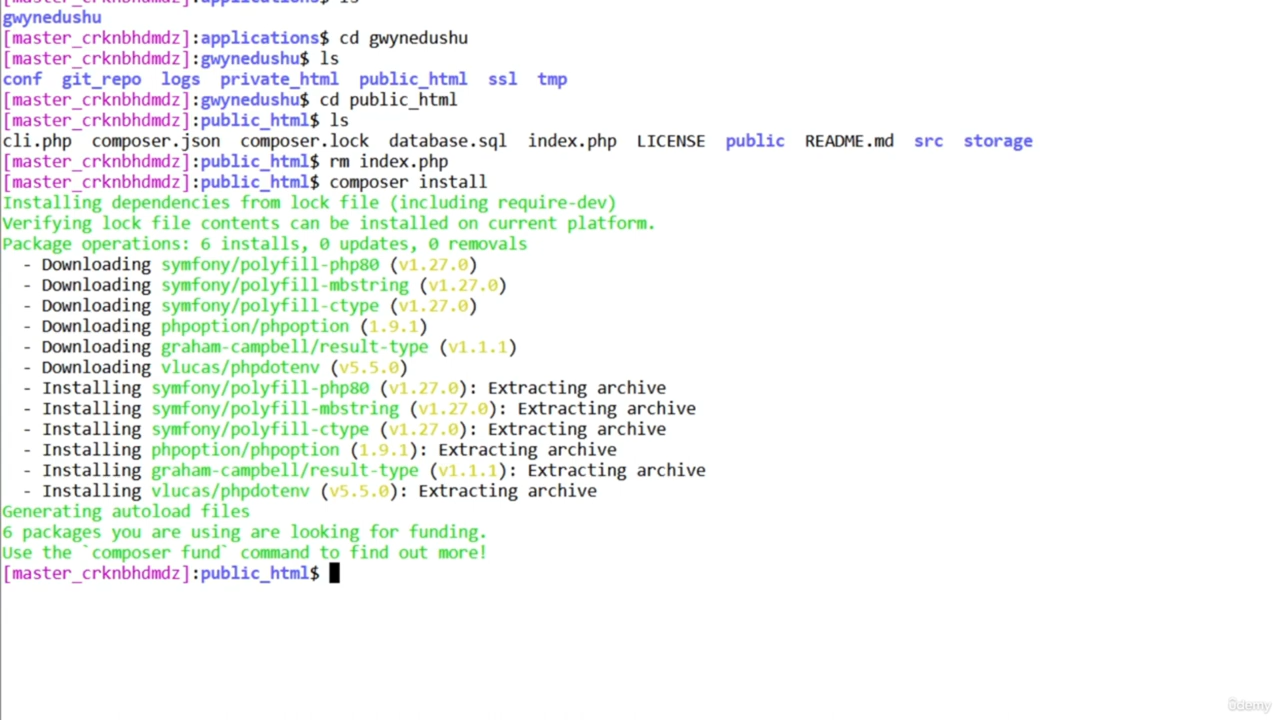 [master_crknbhdmdz]:applications$ ls
gwynedushu
[master_crknbhdmdz]:applications$ cd gwynedushu
[master_crknbhdmdz]:gwynedushu$ ls
conf  git_repo  logs  private_html  public_html  ssl  tmp
[master_crknbhdmdz]:gwynedushu$ cd public_html
[master_crknbhdmdz]:public_html$ ls
cli.php  composer.json  composer.lock  database.sql  index.php  LICENSE  public  README.md  src  storage
[master_crknbhdmdz]:public_html$ rm index.php
[master_crknbhdmdz]:public_html$ composer install
Installing dependencies from lock file (including require-dev)
Verifying lock file contents can be installed on current platform.
Package operations: 6 installs, 0 updates, 0 removals
  - Downloading symfony/polyfill-php80 (v1.27.0)
  - Downloading symfony/polyfill-mbstring (v1.27.0)
  - Downloading symfony/polyfill-ctype (v1.27.0)
  - Downloading phpoption/phpoption (1.9.1)
  - Downloading graham-campbell/result-type (v1.1.1)
  - Downloading vlucas/phpdotenv (v5.5.0)
  - Installing symfony/polyfill-php80 (v1.27.0): Extracting archive
  - Installing symfony/polyfill-mbstring (v1.27.0): Extracting archive
  - Installing symfony/polyfill-ctype (v1.27.0): Extracting archive
  - Installing phpoption/phpoption (1.9.1): Extracting archive
  - Installing graham-campbell/result-type (v1.1.1): Extracting archive
  - Installing vlucas/phpdotenv (v5.5.0): Extracting archive
Generating autoload files
6 packages you are using are looking for funding.
Use the `composer fund` command to find out more!
[master_crknbhdmdz]:public_html$
ûdemy